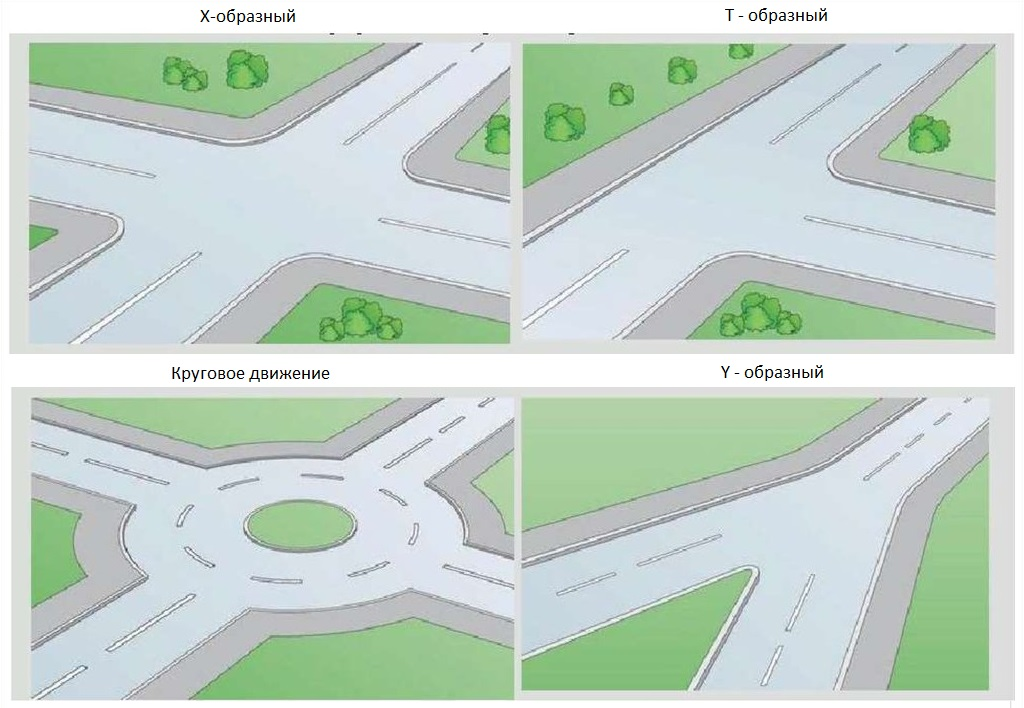 Х-образный
Т - образный
Круговое движение
Y - образный